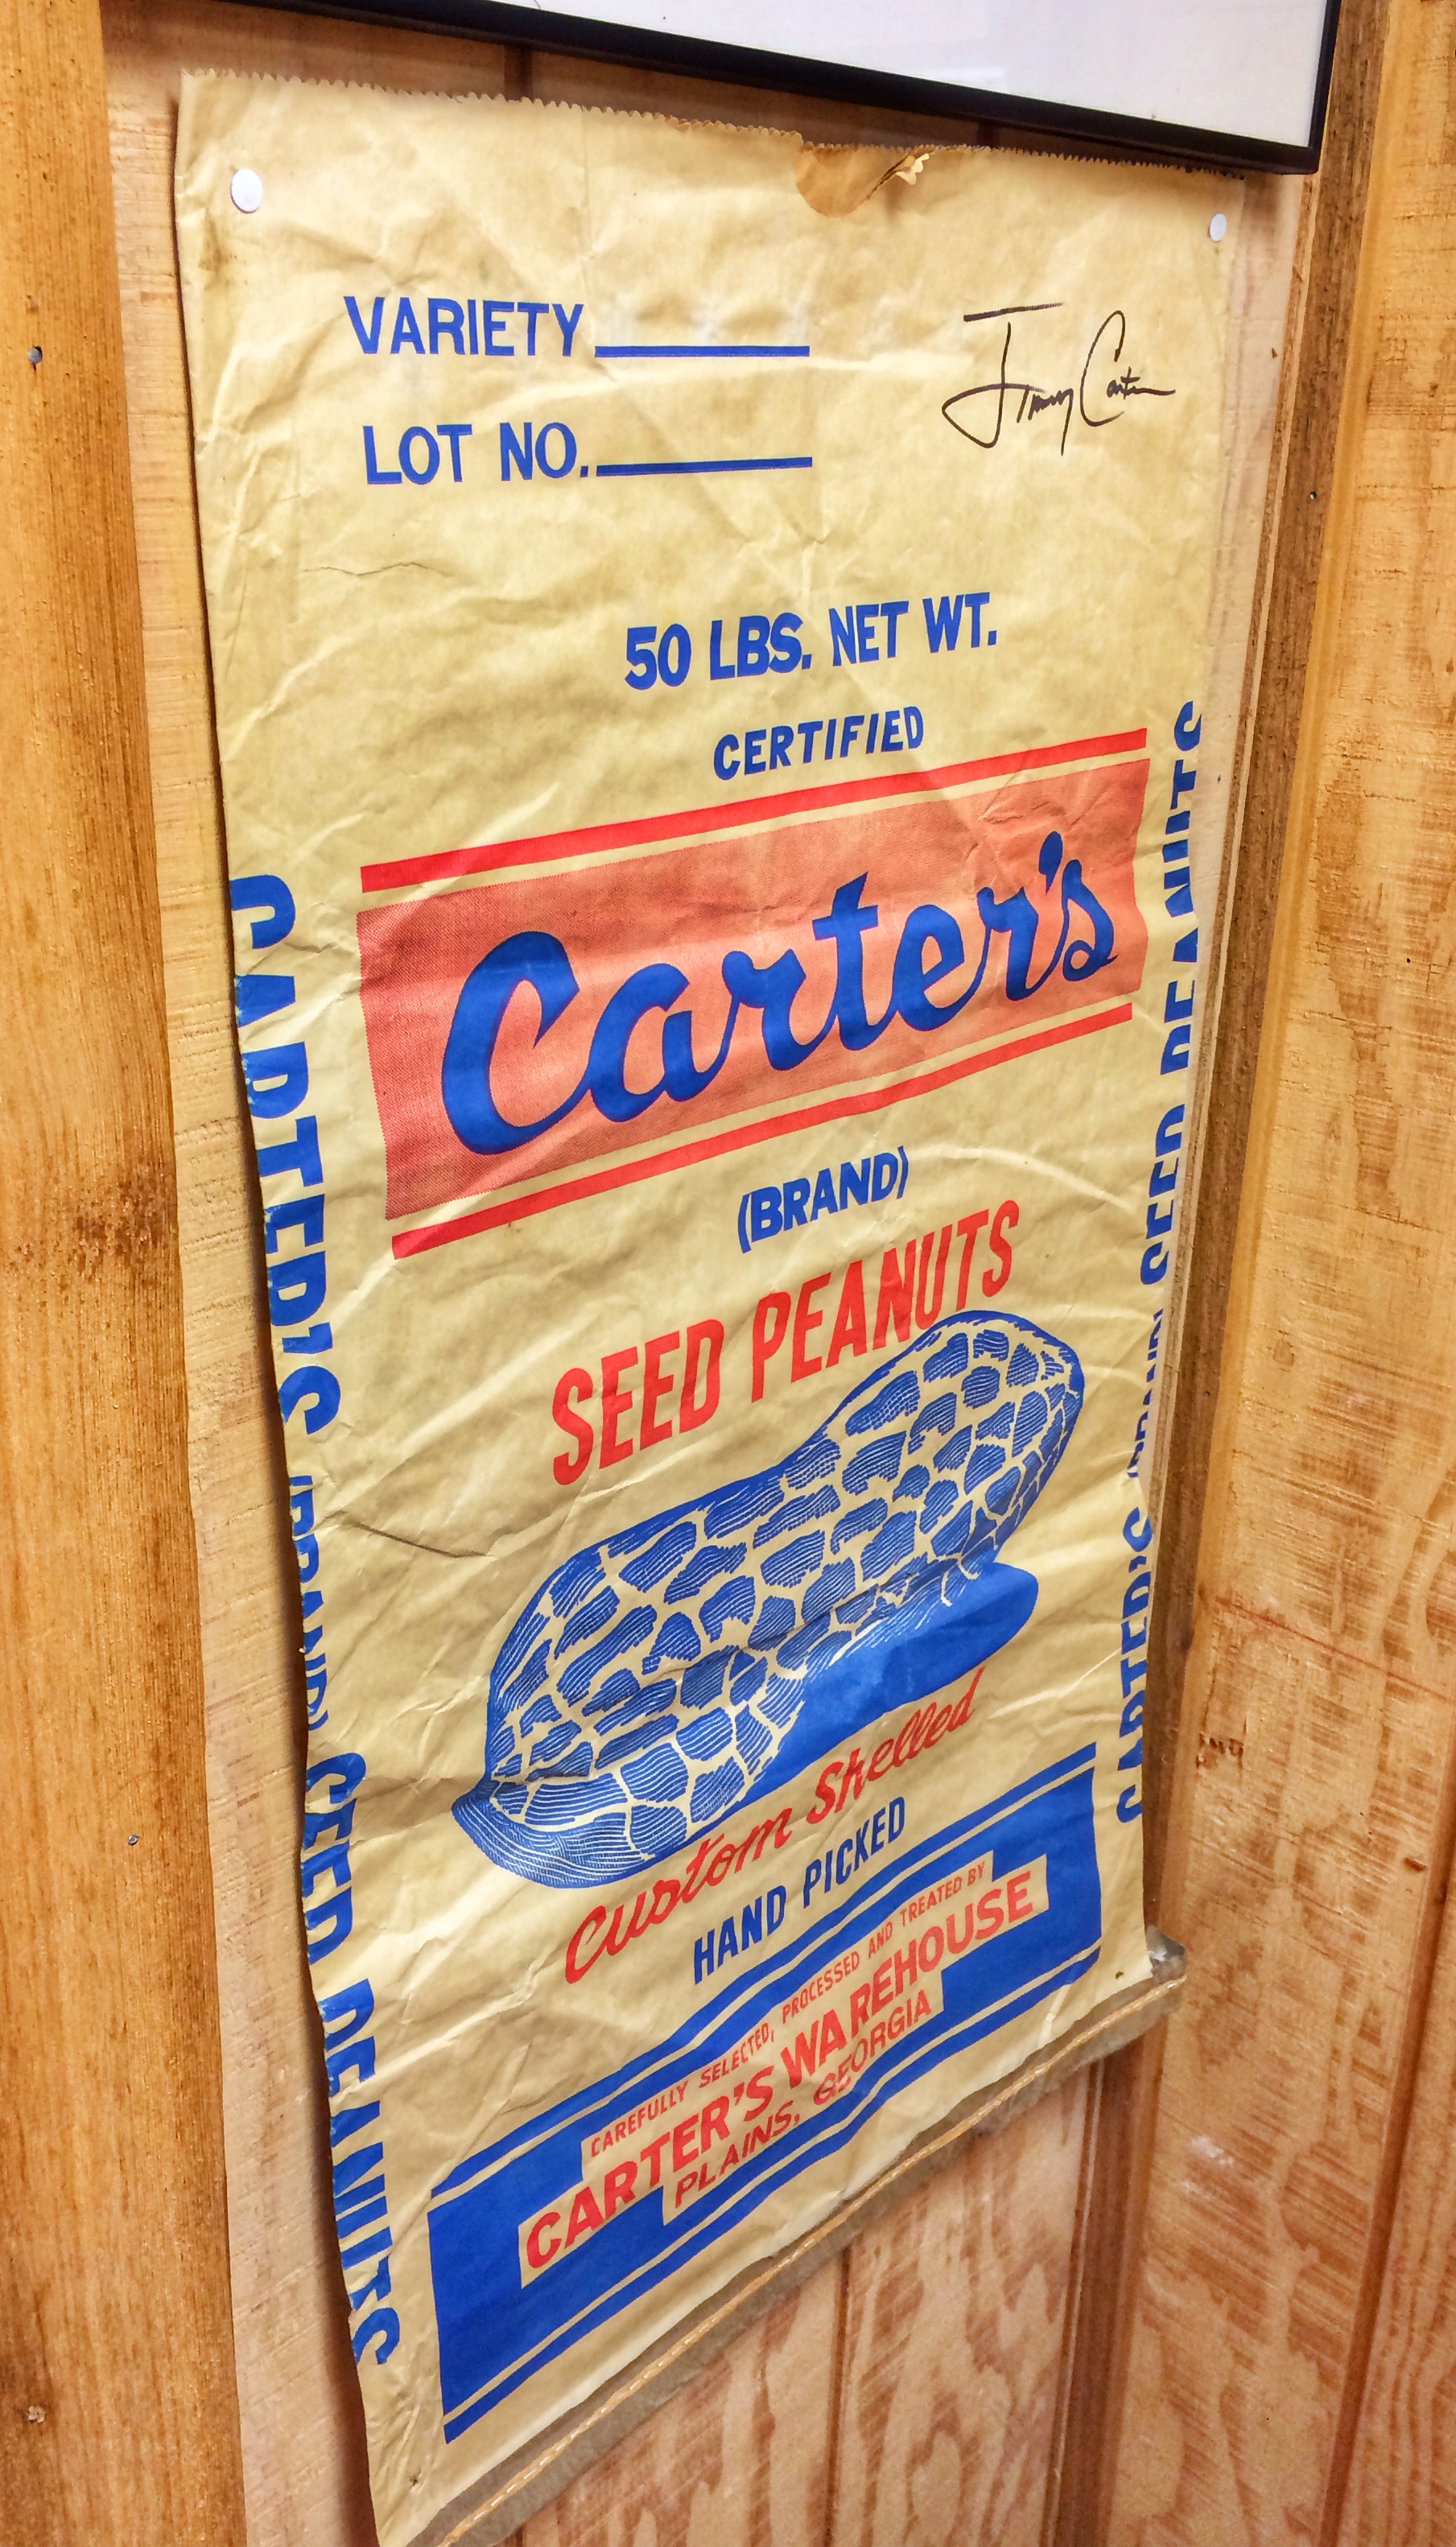 VARIETY
LOT NO.
Jimmy Carter
50 LBS. NET WT.
CERTIFIED
Carter's
(BRAND)
SEED PEANUTS
Custom Shelled
HAND PICKED
CAREFULLY SELECTED, PROCESSED AND TREATED BY
CARTER'S WAREHOUSE
PLAINS, GEORGIA
CARTER'S (BRAND) SEED PEANUTS
CARTER'S (BRAND) SEED PEANUTS